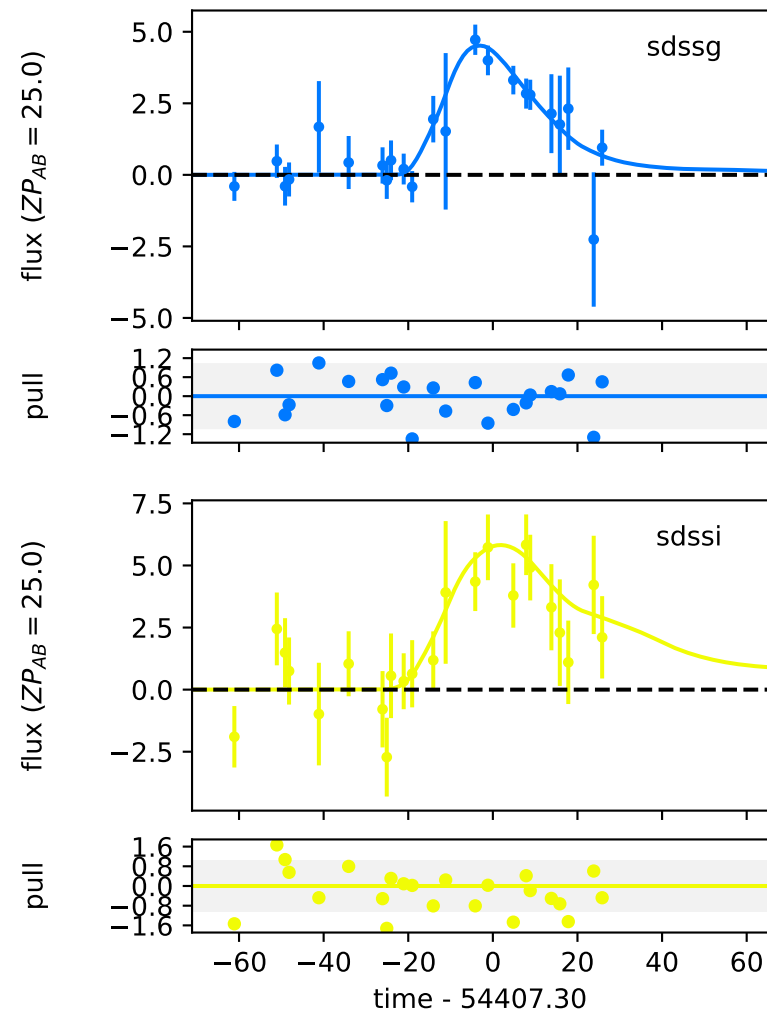 5.0
sdssg
2.5
0.0
−2.5
−5.0
flux (ZP_AB = 25.0)
1.2
0.6
0.0
−0.6
−1.2
pull
7.5
sdssi
5.0
2.5
0.0
−2.5
flux (ZP_AB = 25.0)
1.6
0.8
0.0
−0.8
−1.6
pull
−60 −40 −20 0 20 40 60
time - 54407.30